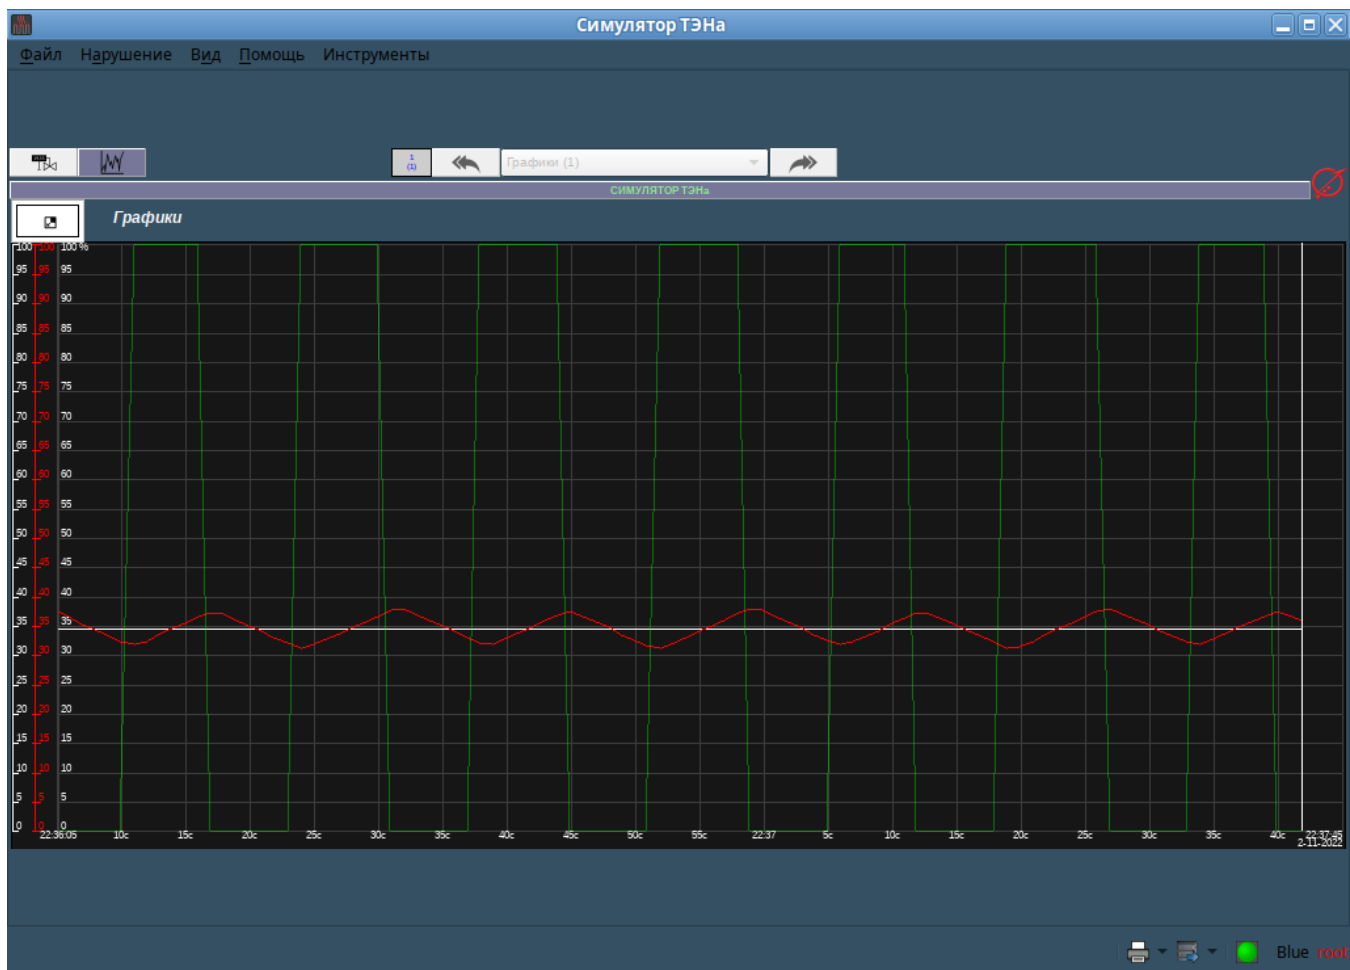 Симулятор ТЭНа
Файл Нарушение Вид Помощь Инструменты
1
(1)
Графики (1)
СИМУЛЯТОР ТЭНа
Графики
100 100 100 %
95 95 95
90 90 90
85 85 85
80 80 80
75 75 75
70 70 70
65 65 65
60 60 60
55 55 55
50 50 50
45 45 45
40 40 40
35 35 35
30 30 30
25 25 25
20 20 20
15 15 15
10 10 10
5 5 5
0 0 0
22:36:05 10с 15с 20с 25с 30с 35с 40с 45с 50с 55с 22:37 5с 10с 15с 20с 25с 30с 35с 40с 22:37:45
2-11-2022
Blue root